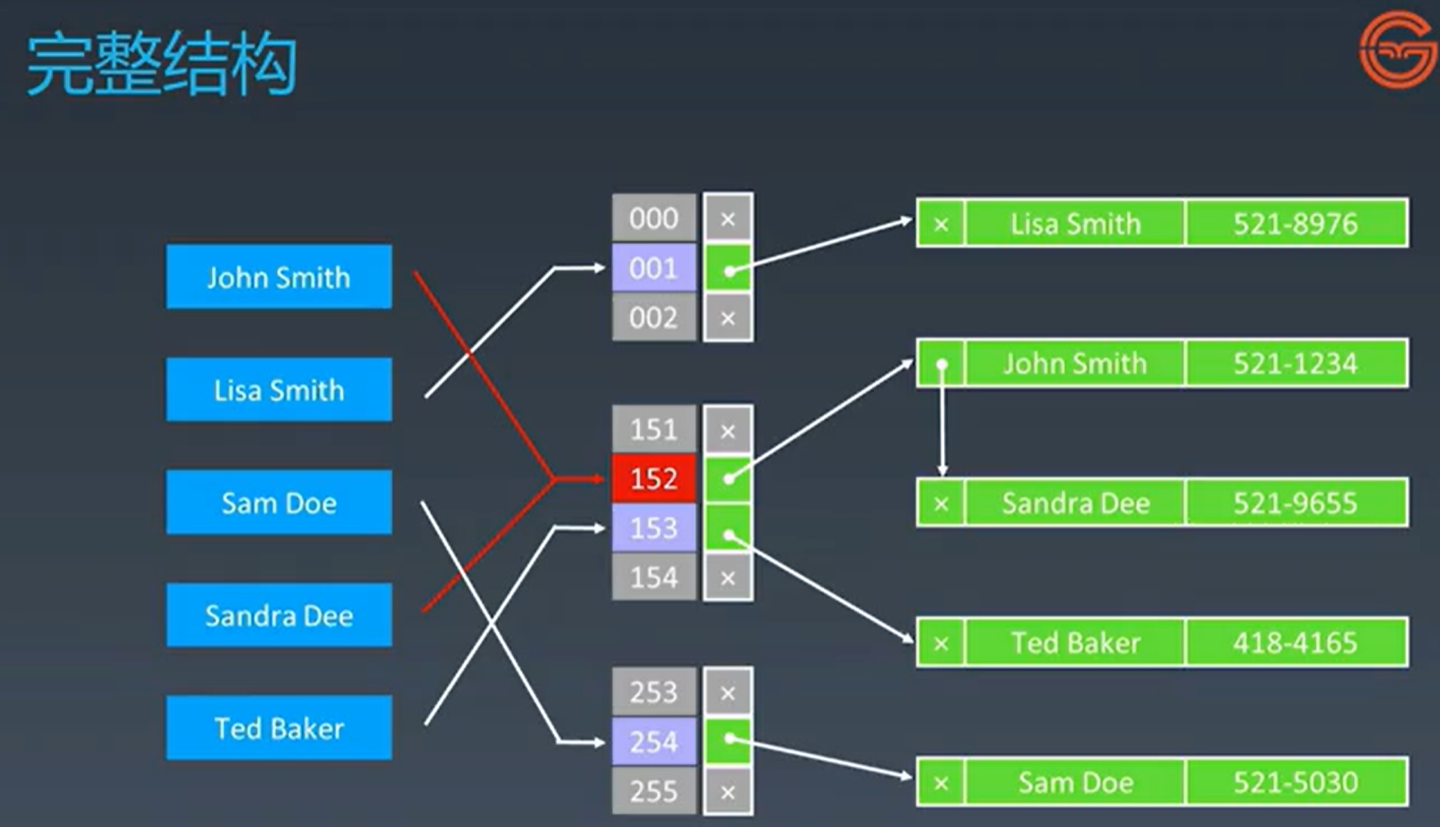 完整结构
John Smith
Lisa Smith
Sam Doe
Sandra Dee
Ted Baker
000 ×
001
002 ×
151 ×
152
153
154 ×
253 ×
254
255 ×
× Lisa Smith 521-8976
John Smith 521-1234
× Sandra Dee 521-9655
× Ted Baker 418-4165
× Sam Doe 521-5030